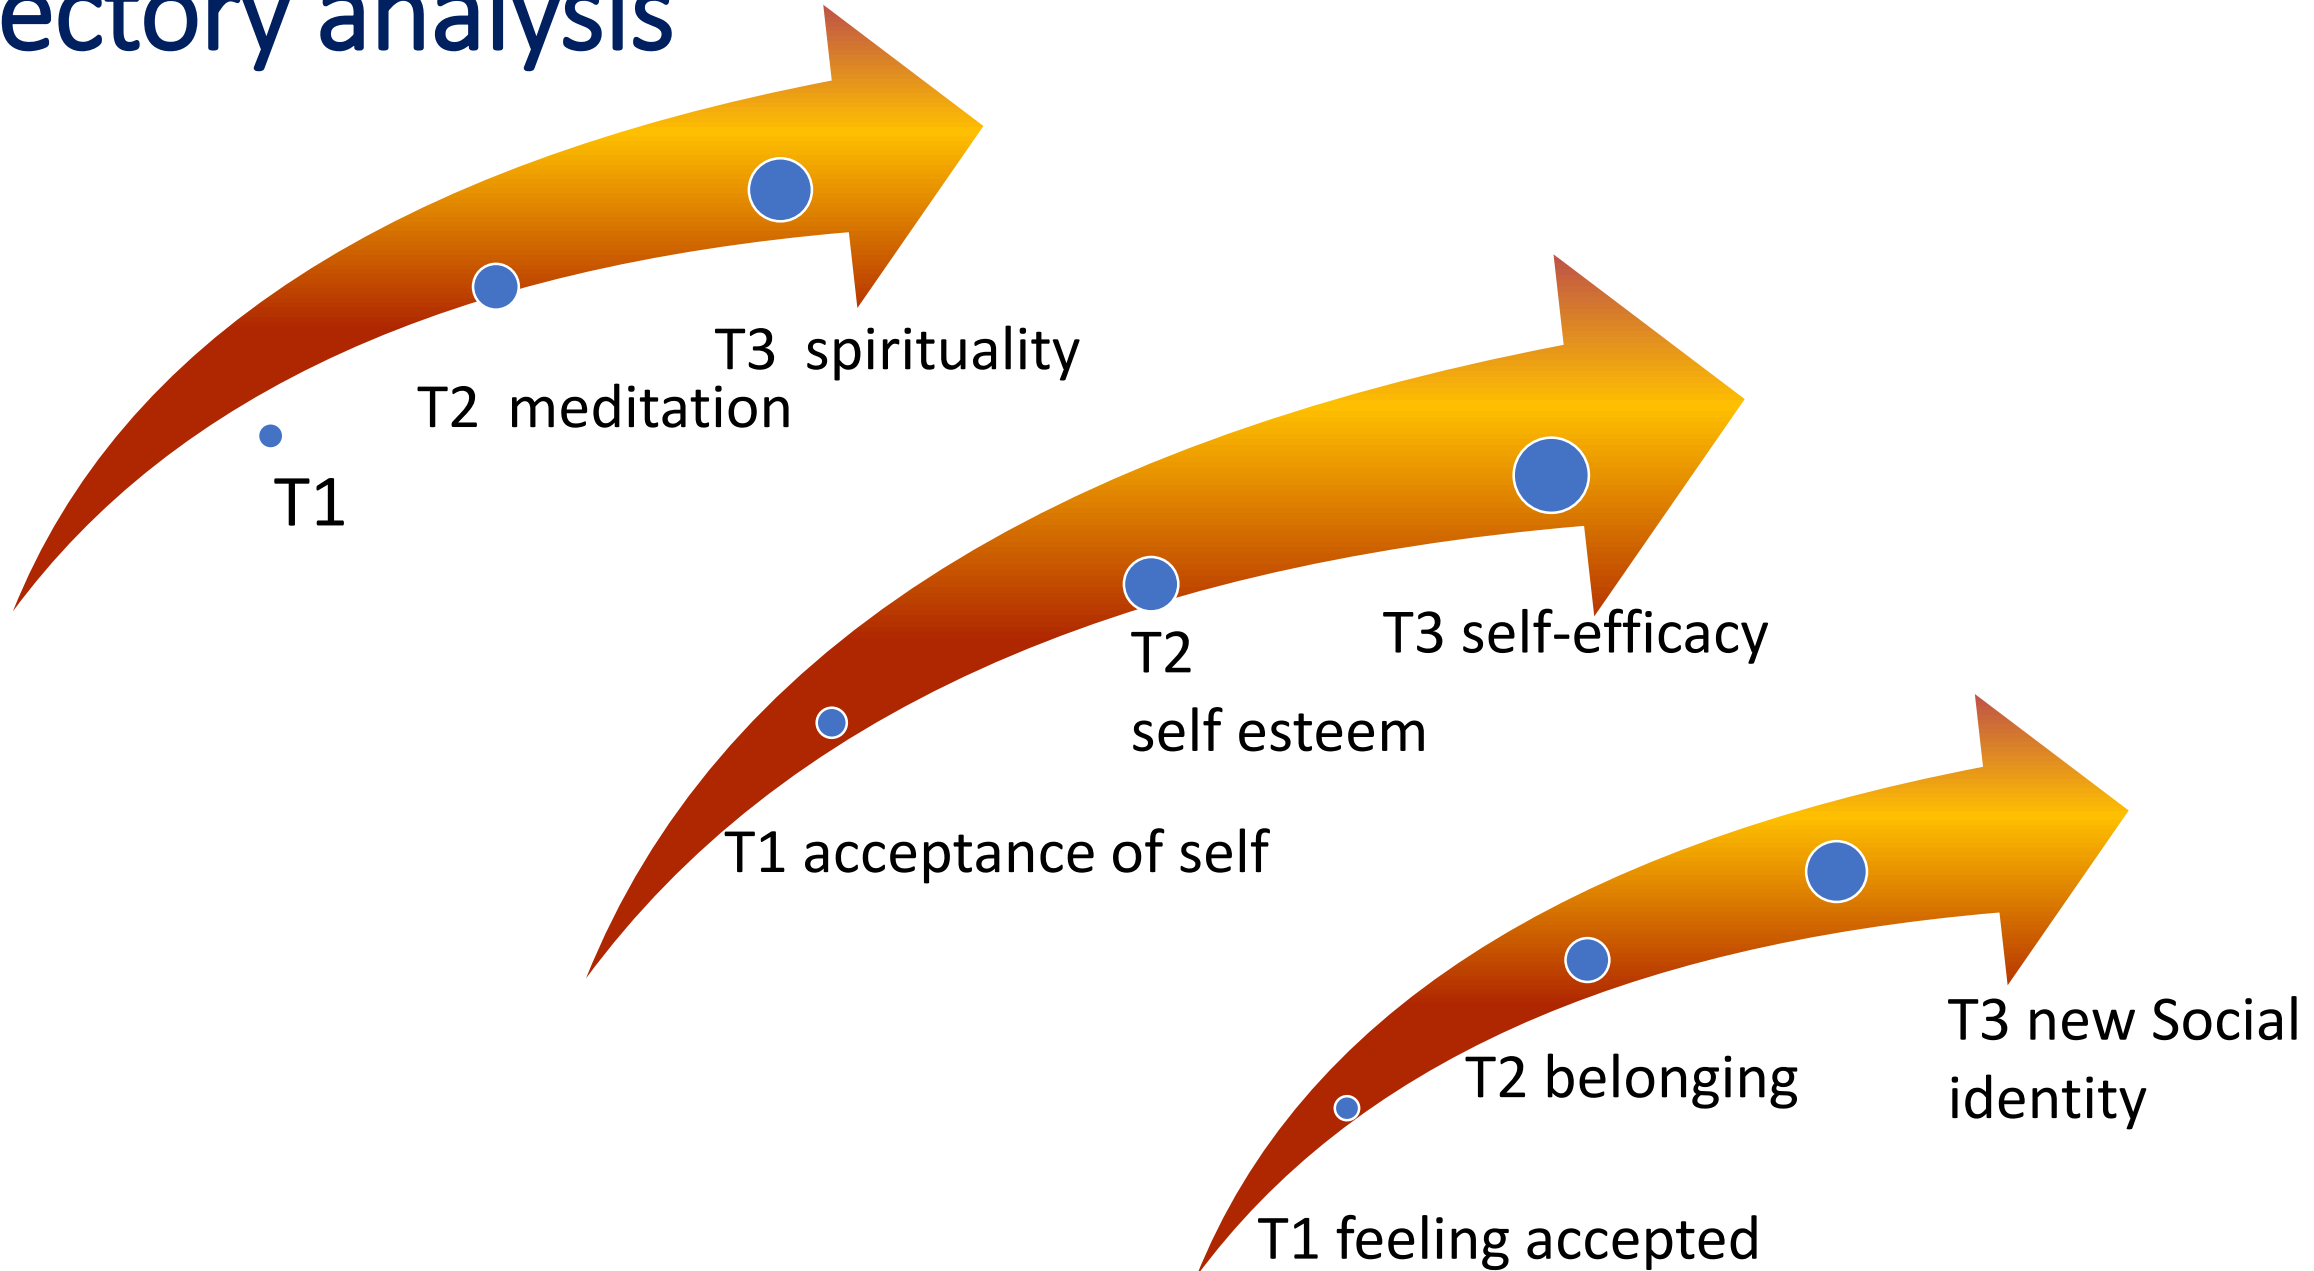 ectory analysis
T3 spirituality
T2 meditation
T1
T3 self-efficacy
T2
self esteem
T1 acceptance of self
T3 new Social
identity
T2 belonging
T1 feeling accepted